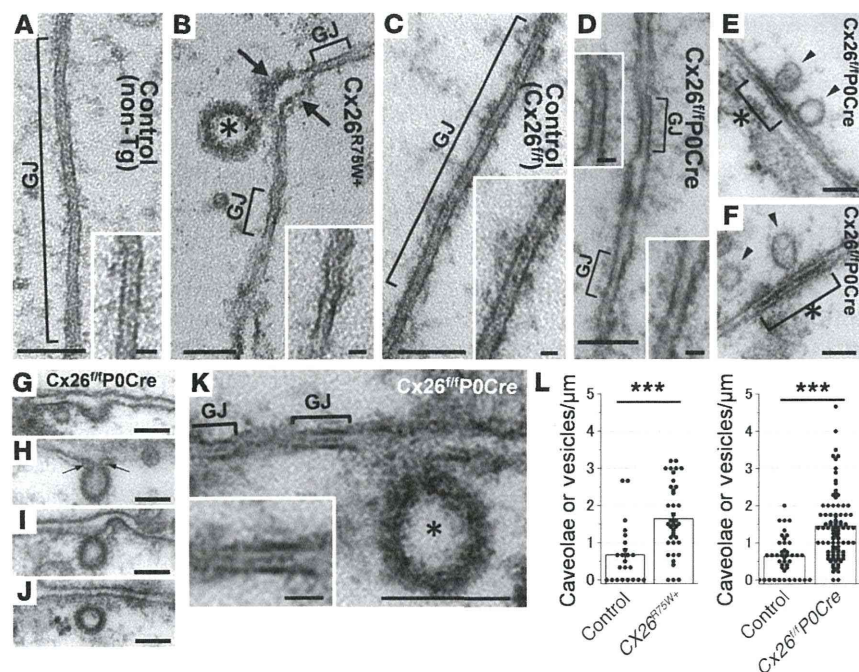 A
GJ
Control
(non-Tg)
B
GJ
GJ
*
Cx26R75W+
C
GJ
Control
(Cx26f/f)
D
Cx26f/fP0Cre
GJ
GJ
E
Cx26f/fP0Cre
*
F
Cx26f/fP0Cre
*
G
Cx26f/fP0Cre
H
I
J
K
Cx26f/fP0Cre
GJ
GJ
*
L
Caveolae or vesicles/µm
5
4
3
2
1
0
***
Control
CX26R75W+
Caveolae or vesicles/µm
5
4
3
2
1
0
***
Control
Cx26f/fP0Cre